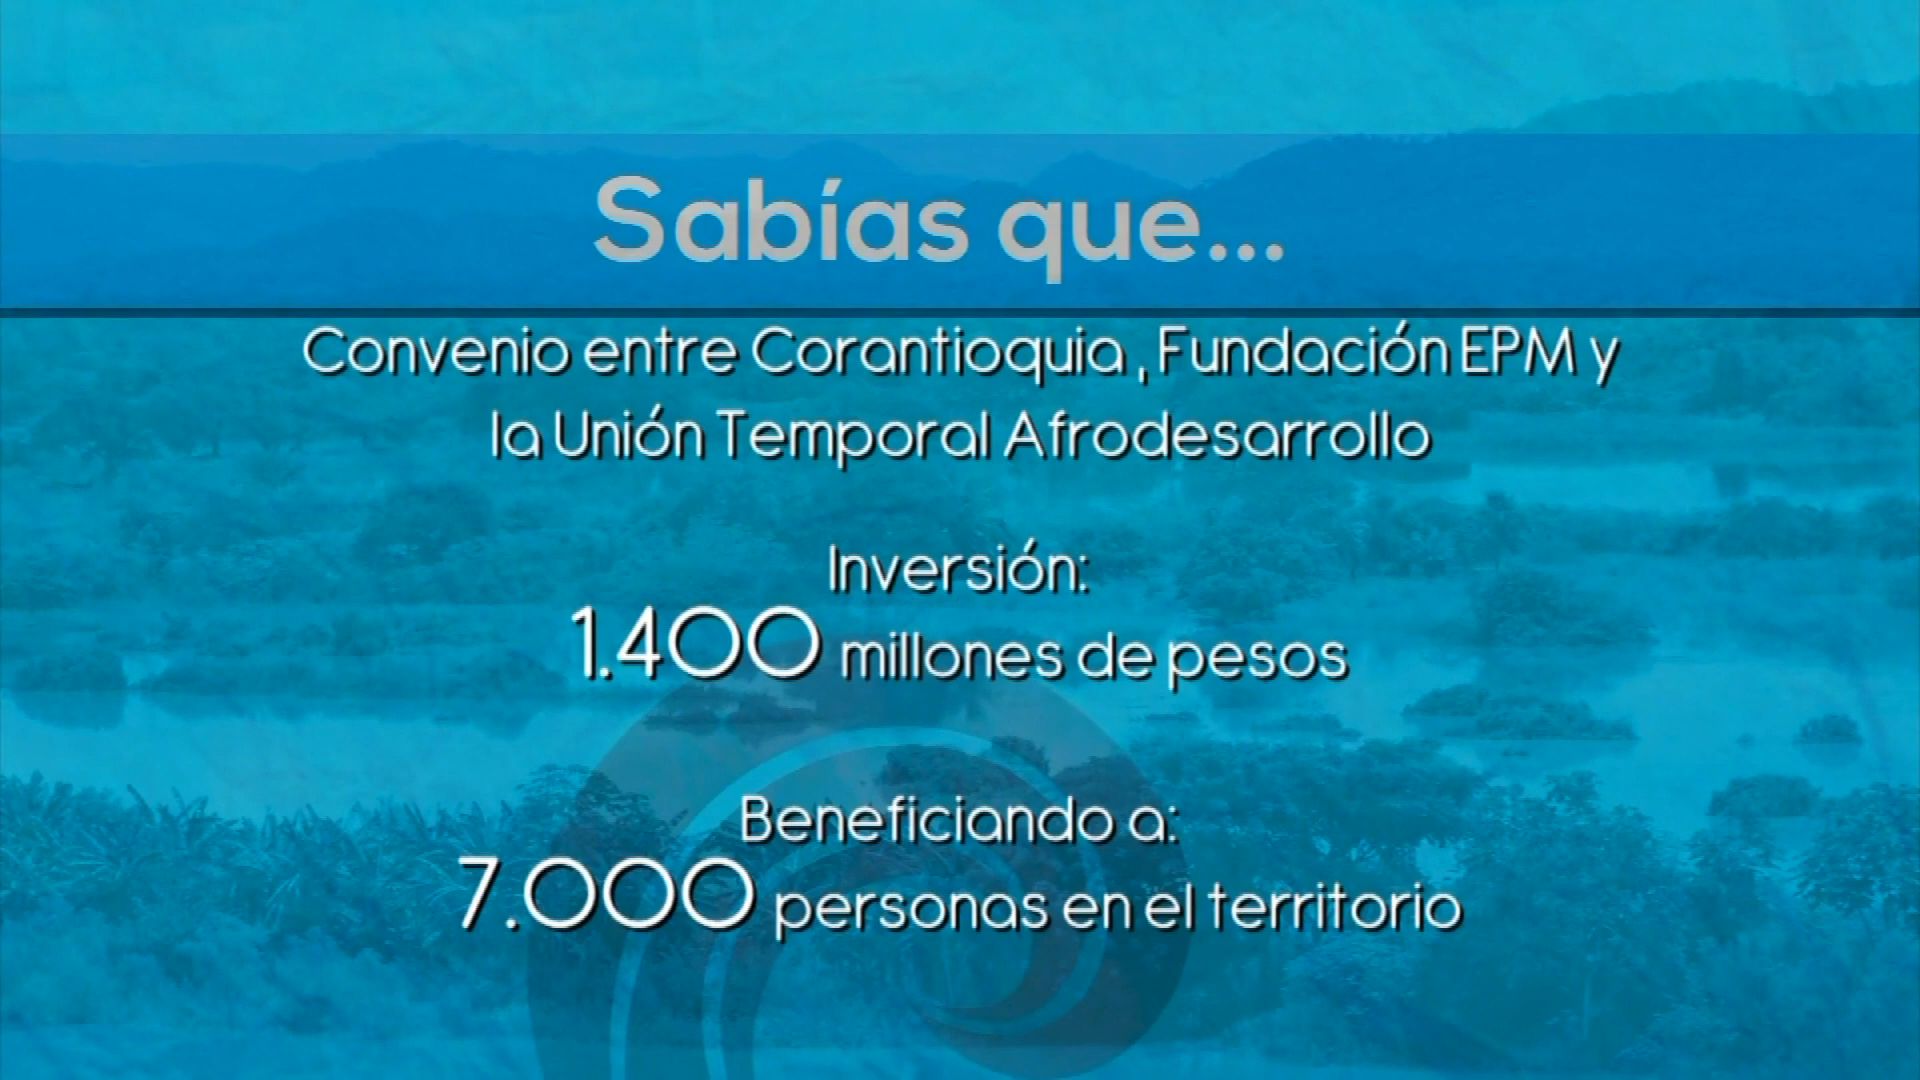 Sabías que...
Convenio entre Corantioquia , Fundación EPM y
la Unión Temporal Afrodesarrollo
Inversión:
1.400 millones de pesos
Beneficiando a:
7.000 personas en el territorio